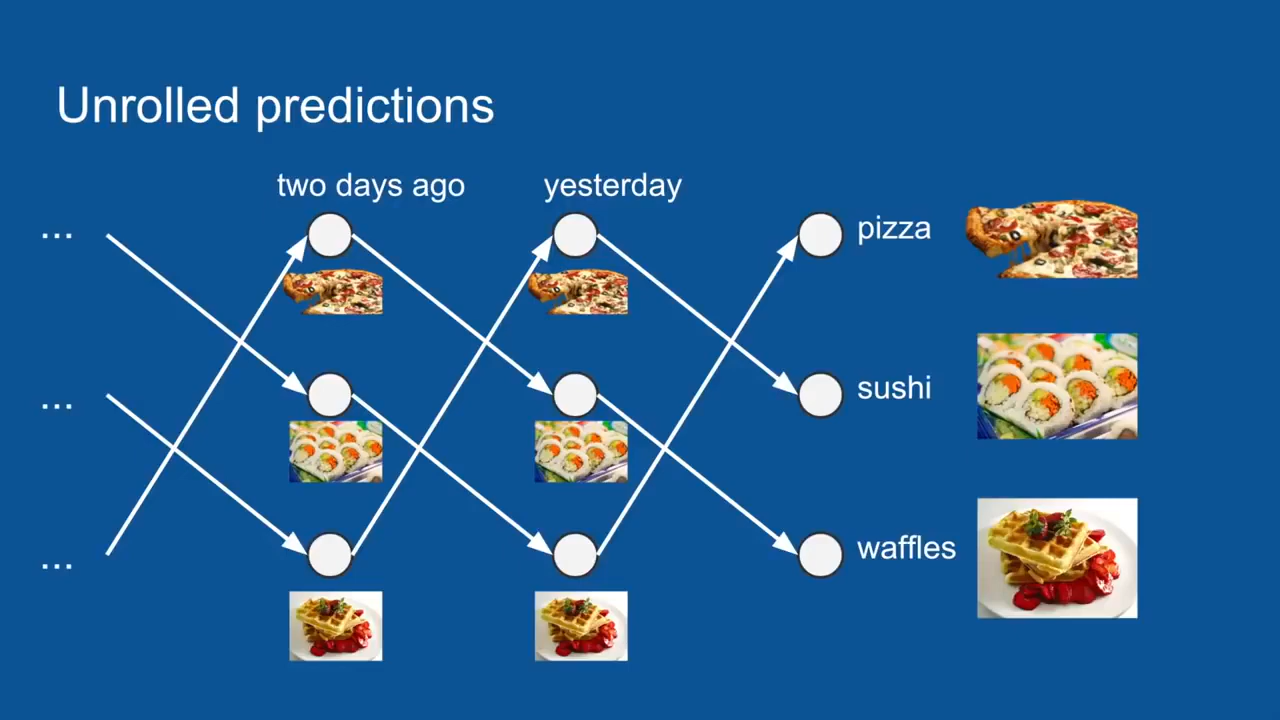 Unrolled predictions
two days ago
yesterday
...
pizza
...
sushi
...
waffles